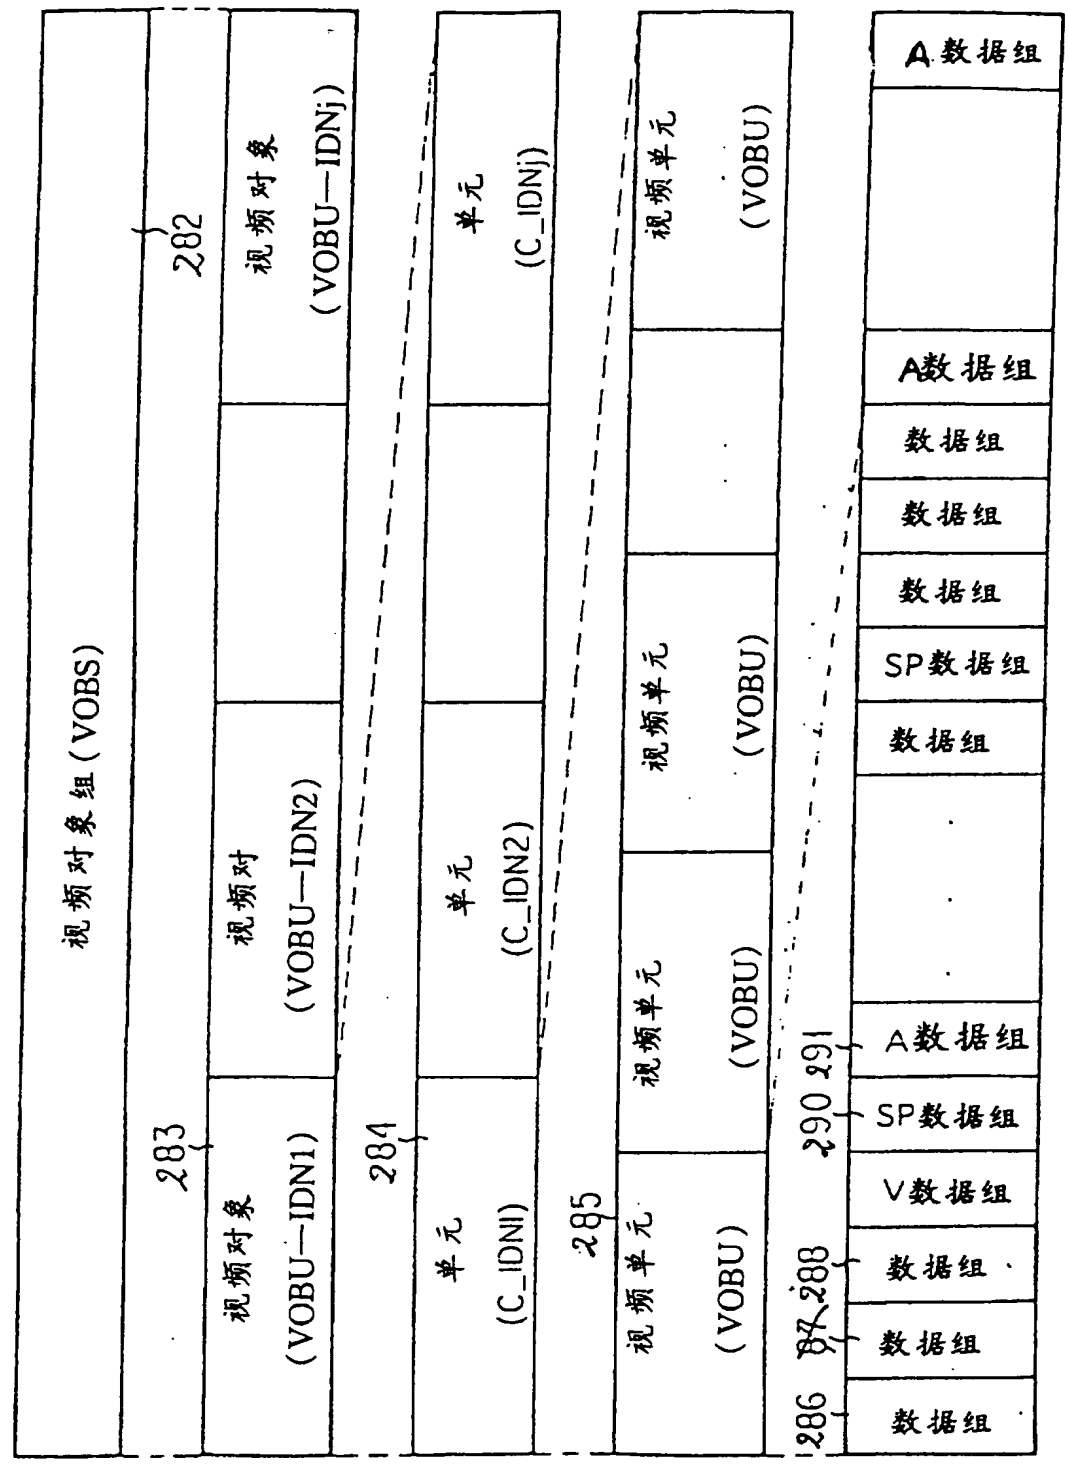 视频对象组(VOBS)
282
283
视频对象
(VOBU—IDN1)
视频对
(VOBU—IDN2)
视频对象
(VOBU—IDNj)
284
单元
(C_IDN1)
单元
(C_IDN2)
单元
(C_IDNj)
285
视频单元
(VOBU)
视频单元
(VOBU)
视频单元
(VOBU)
视频单元
(VOBU)
286
288
290
291
数据组
数据组
数据组
V数据组
SP数据组
A数据组
数据组
SP数据组
数据组
数据组
数据组
A数据组
A数据组